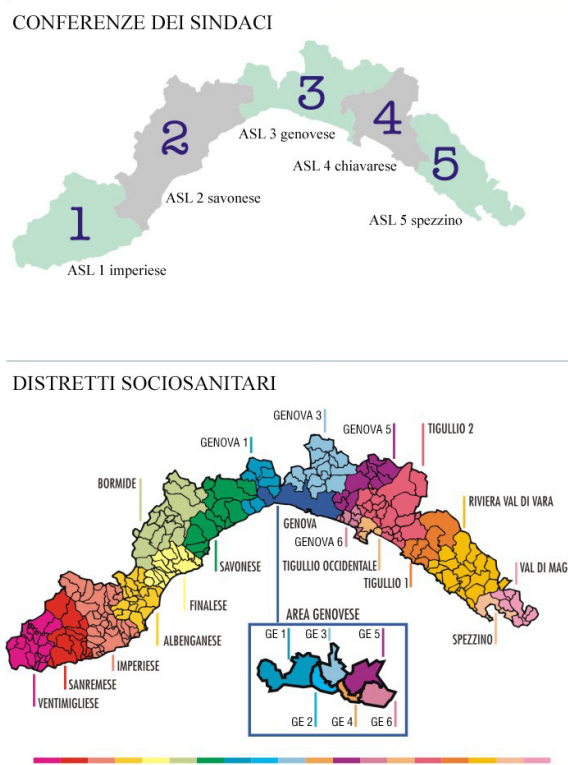 CONFERENZE DEI SINDACI
3
4
2
ASL 3 genovese
5
ASL 4 chiavarese
ASL 2 savonese
1
ASL 5 spezzino
ASL 1 imperiese
DISTRETTI SOCIOSANITARI
GENOVA 3
GENOVA 5
TIGULLIO 2
GENOVA 1
BORMIDE
RIVIERA VAL DI VARA
GENOVA
GENOVA 6
SAVONESE
TIGULLIO OCCIDENTALE
VAL DI MAG
TIGULLIO 1
FINALESE
AREA GENOVESE
ALBENGANESE
SPEZZINO
GE 1
GE 3
GE 5
IMPERIESE
SANREMESE
VENTIMIGLIESE
GE 2
GE 4
GE 6